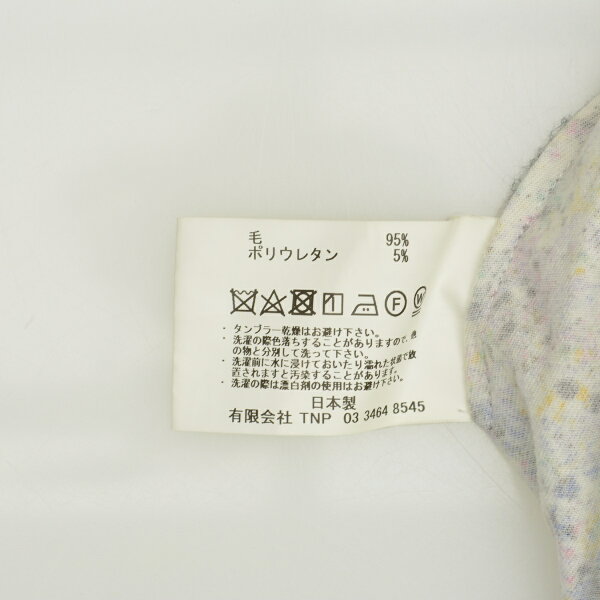 毛 95%
ポリウレタン 5%
F W
・タンブラー乾燥はお避け下さい。
・洗濯の際色落ちすることがありますので、他
の物と分別して洗って下さい。
・洗濯前に水に浸けておいたり濡れた状態で放
置されますと汚染することがあります。
・洗濯の際は漂白剤の使用はお避け下さい。
日本製
有限会社 TNP 03 3464 8545